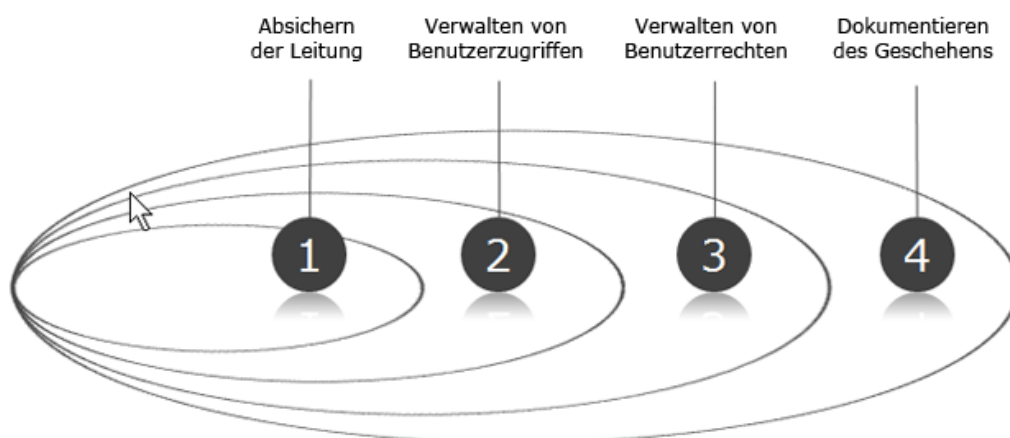 Absichern
der Leitung
Verwalten von
Benutzerzugriffen
Verwalten von
Benutzerrechten
Dokumentieren
des Geschehens
1
2
3
4